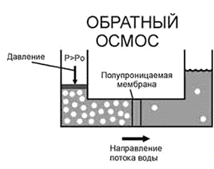 ОБРАТНЫЙ
ОСМОС
Давление
P>Po
Полупроницаемая
мембрана
Направление
потока воды